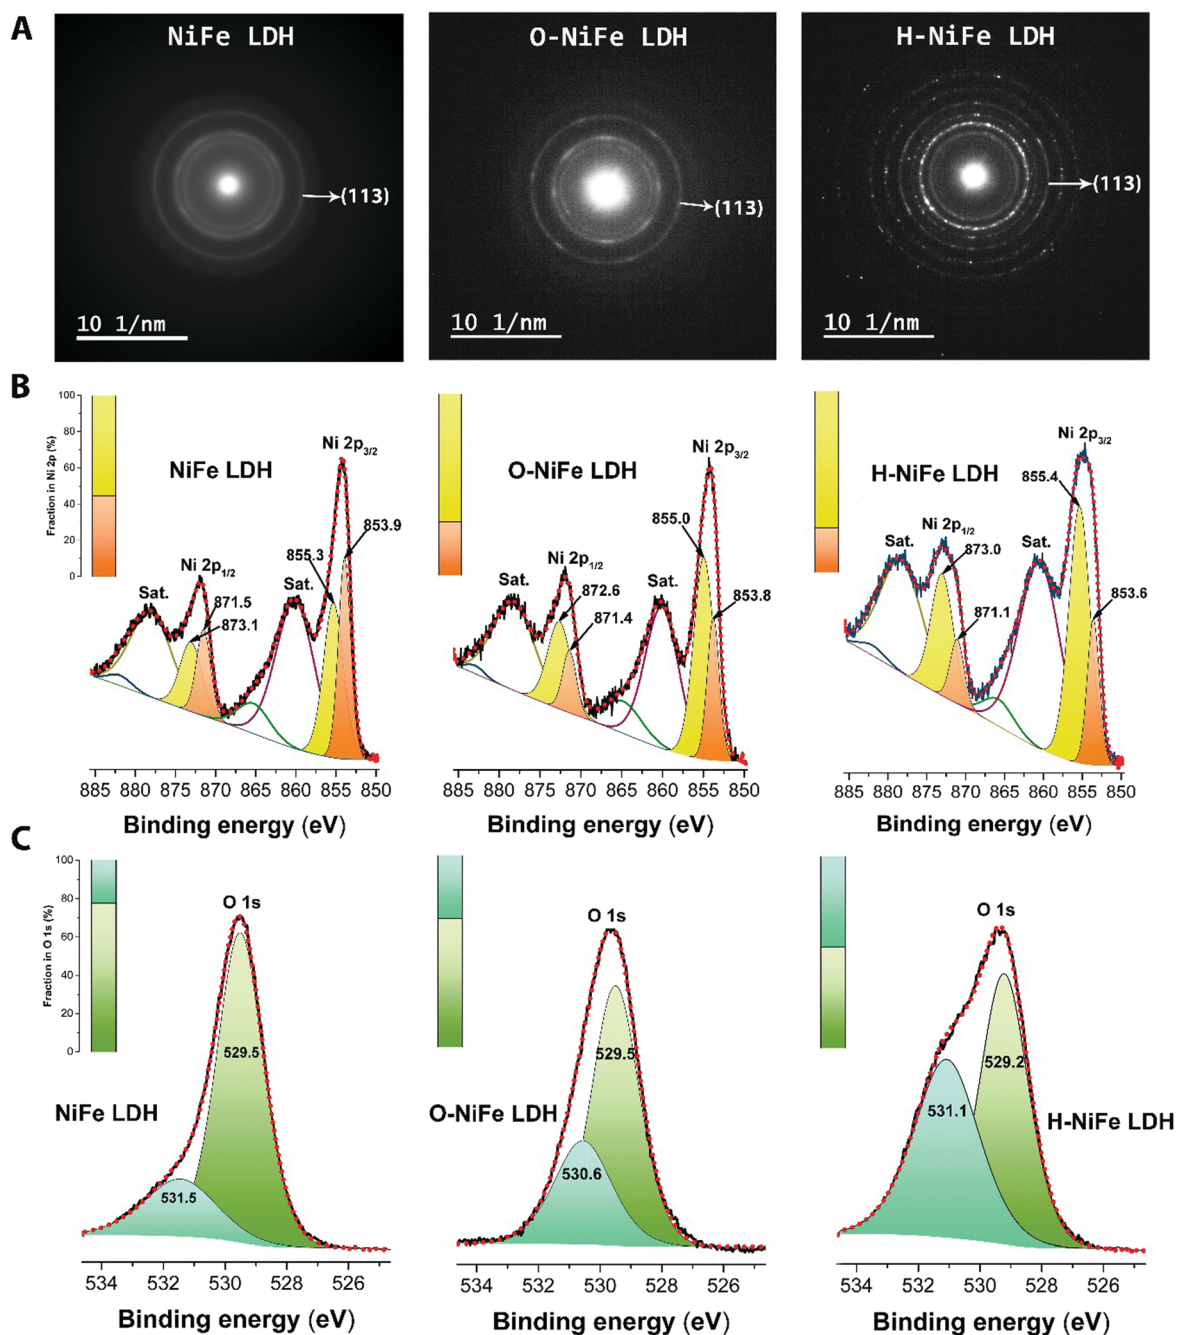 A
NiFe LDH
O-NiFe LDH
H-NiFe LDH
(113)
(113)
(113)
10 1/nm
10 1/nm
10 1/nm
B
Fraction in Ni 2p (%)
100
80
60
40
20
0
NiFe LDH
Ni 2p3/2
853.9
855.3
Sat.
Ni 2p1/2
871.5
873.1
Sat.
885 880 875 870 865 860 855 850
Binding energy (eV)
O-NiFe LDH
Ni 2p3/2
855.0
853.8
Sat.
Ni 2p1/2
872.6
871.4
Sat.
885 880 875 870 865 860 855 850
Binding energy (eV)
H-NiFe LDH
Ni 2p3/2
855.4
853.6
Sat.
Ni 2p1/2
873.0
871.1
Sat.
885 880 875 870 865 860 855 850
Binding energy (eV)
C
Fraction in O 1s (%)
100
80
60
40
20
0
O 1s
529.5
531.5
NiFe LDH
534 532 530 528 526
Binding energy (eV)
O 1s
529.5
530.6
O-NiFe LDH
534 532 530 528 526
Binding energy (eV)
O 1s
529.2
531.1
H-NiFe LDH
534 532 530 528 526
Binding energy (eV)